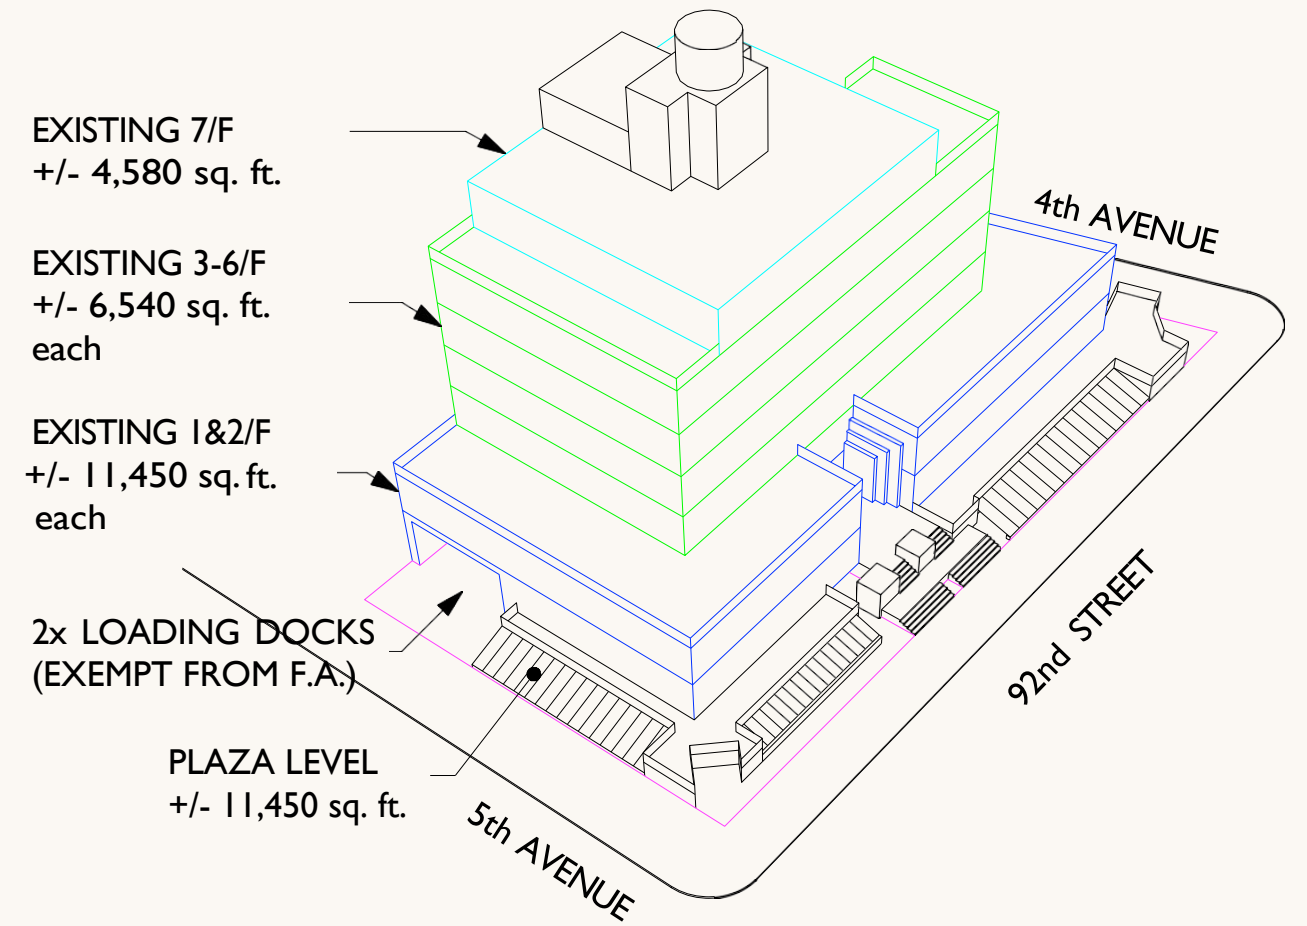 EXISTING 7/F
+/- 4,580 sq. ft.
EXISTING 3-6/F
+/- 6,540 sq. ft.
each
EXISTING 1&2/F
+/- 11,450 sq. ft.
each
2x LOADING DOCKS
(EXEMPT FROM F.A.)
PLAZA LEVEL
+/- 11,450 sq. ft.
4th AVENUE
92nd STREET
5th AVENUE